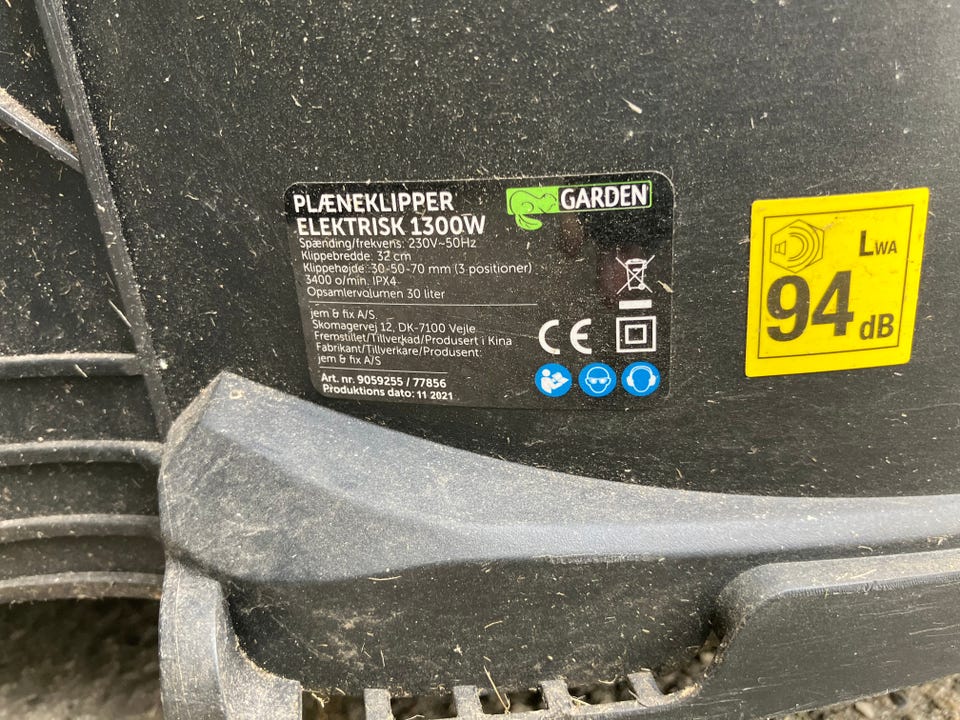 PLÆNEKLIPPER
ELEKTRISK 1300W
GARDEN
Spænding/frekvens: 230V~50Hz
Klippebredde: 32 cm
Klippehøjde: 30-50-70 mm (3 positioner)
3400 o/min. IPX4
Opsamlervolumen 30 liter
jem & fix A/S.
Skomagervej 12, DK-7100 Vejle
Fremstillet/Tillverkad/Produsert i Kina
Fabrikant/Tillverkare/Produsent:
jem & fix A/S
Art. nr. 9059255 / 77856
Produktions dato: 11 2021
CE
LWA
94 dB